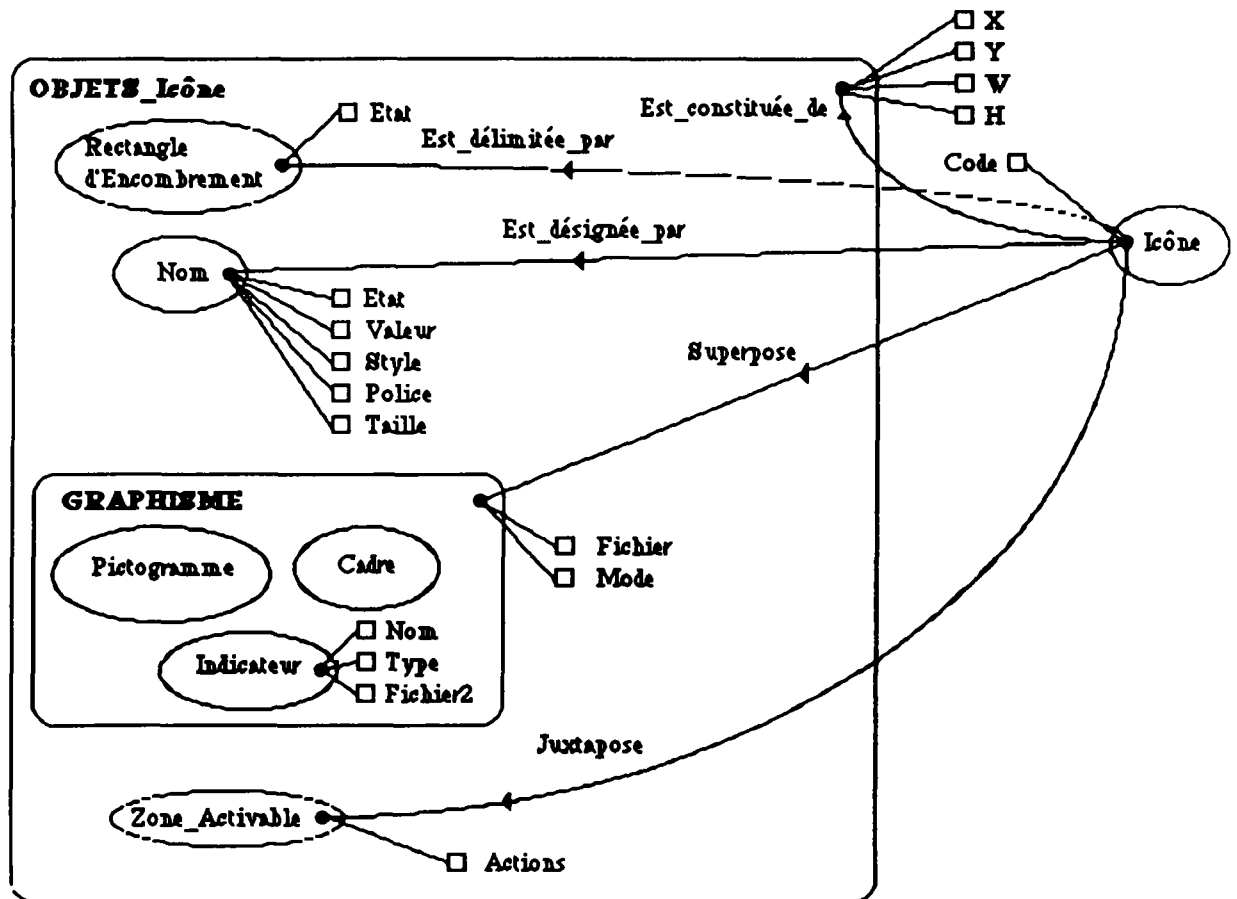 X
Y
W
H
OBJETS_Icône
Est_constituée_de
Etat
Est_délimitée_par
Rectangle
d'Encombrement
Code
Est_désignée_par
Icône
Nom
Etat
Valeur
Style
Police
Taille
Superpose
GRAPHISME
Fichier
Mode
Pictogramme
Cadre
Nom
Indicateur
Type
Fichier2
Juxtapose
Zone_Activable
Actions